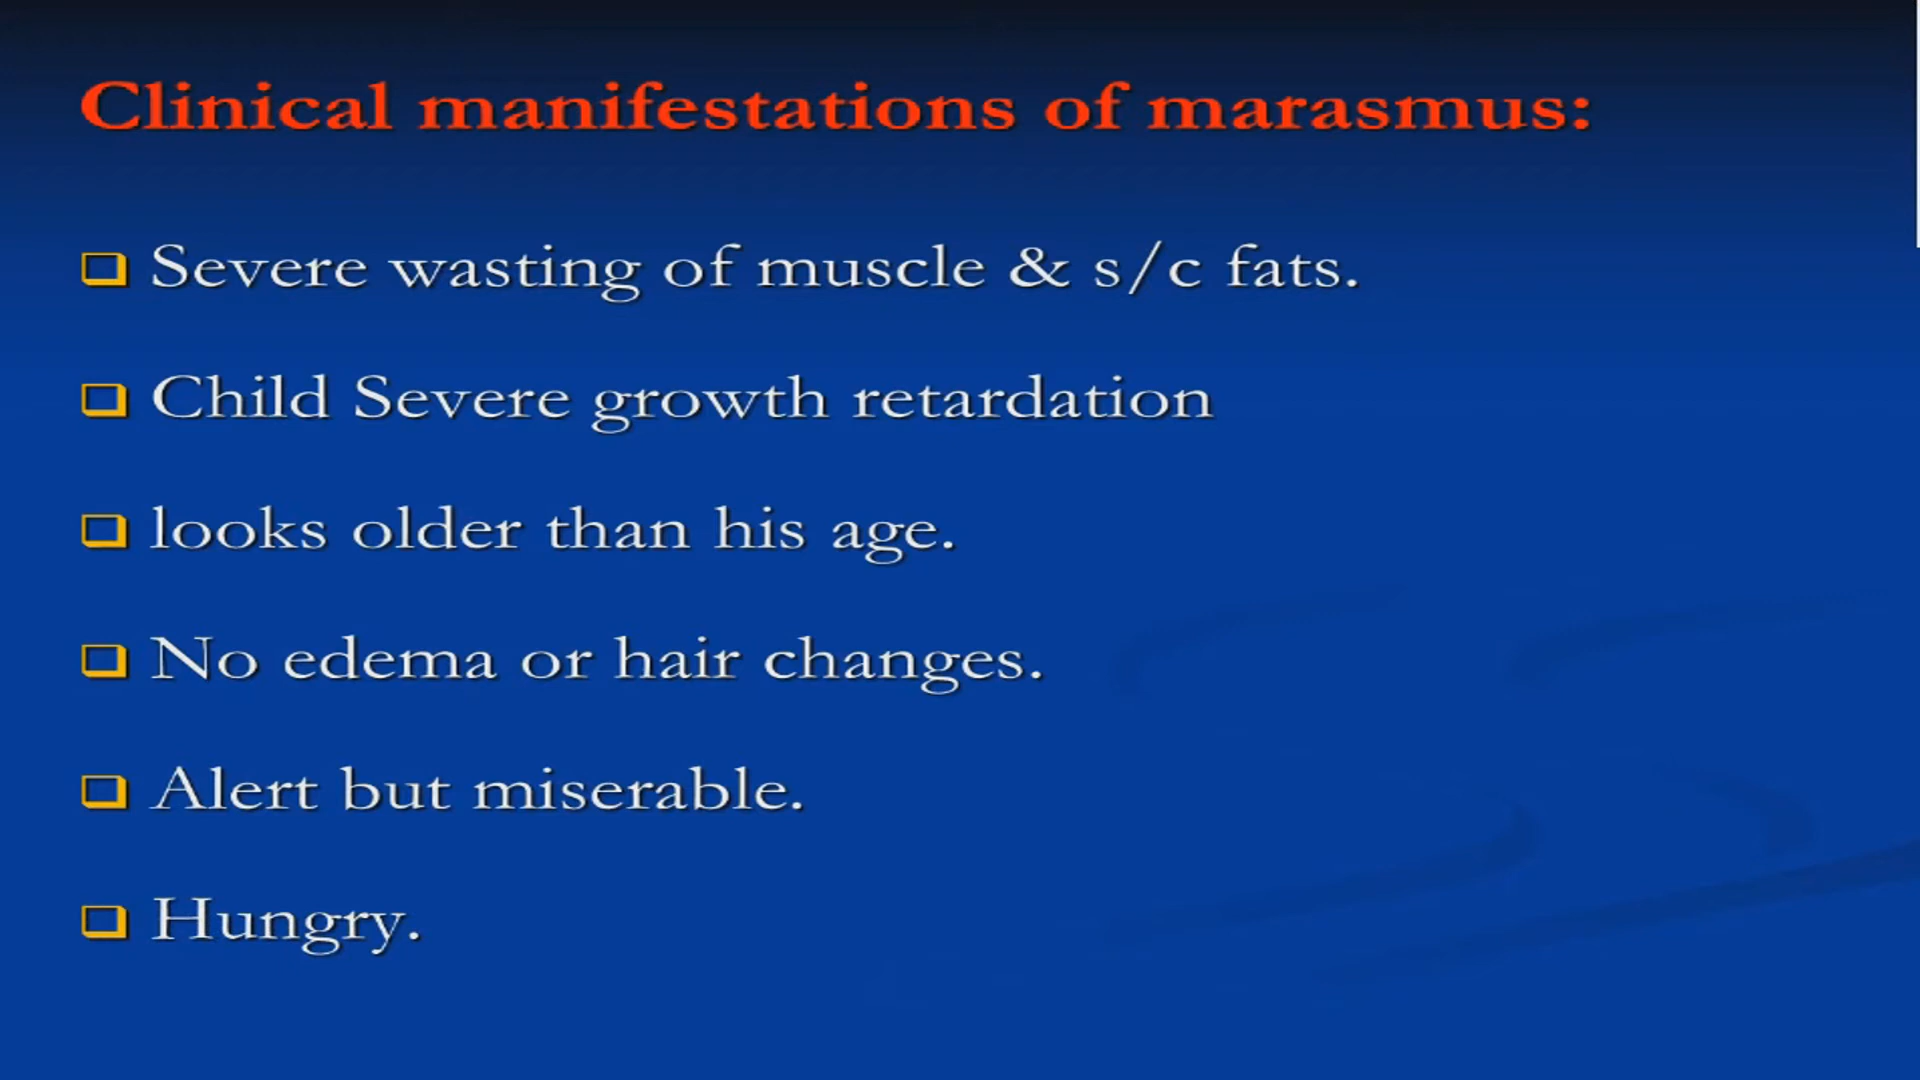 Clinical manifestations of marasmus:
Severe wasting of muscle & s/c fats.
Child Severe growth retardation
looks older than his age.
No edema or hair changes.
Alert but miserable.
Hungry.